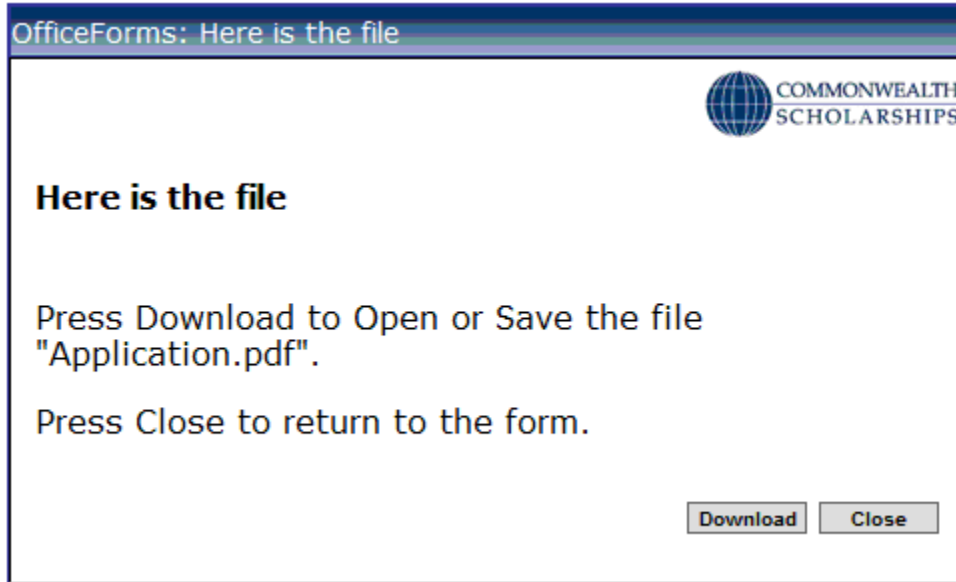 OfficeForms: Here is the file
COMMONWEALTH
SCHOLARSHIPS
Here is the file
Press Download to Open or Save the file
"Application.pdf".
Press Close to return to the form.
Download Close